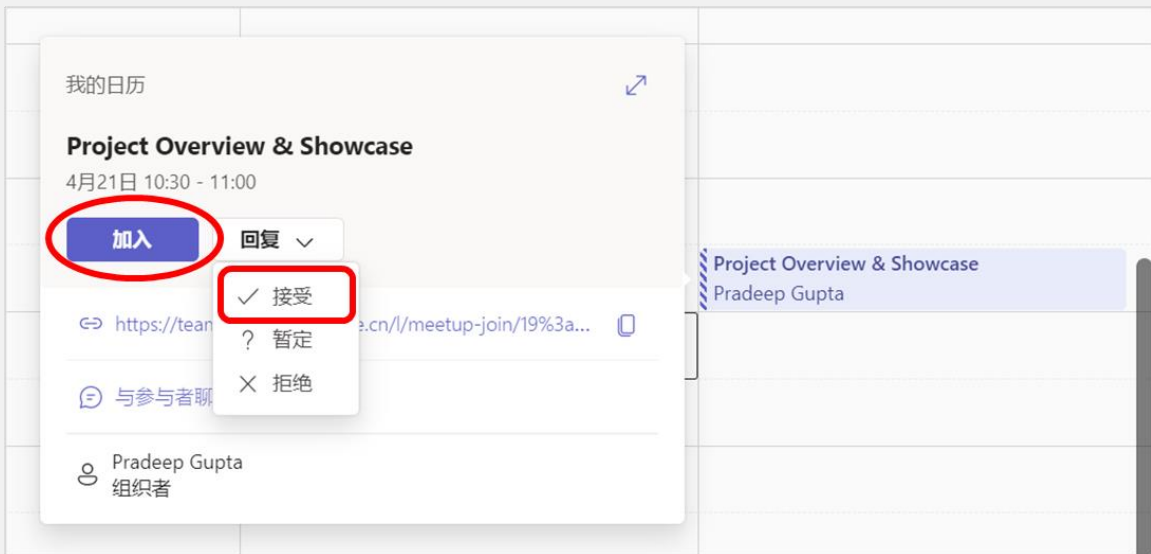 我的日历
Project Overview & Showcase
4月21日 10:30 - 11:00
加入
回复
接受
暂定
拒绝
https://tea e.cn/l/meetup-join/19%3a...
与参与者聊
Pradeep Gupta
组织者
Project Overview & Showcase
Pradeep Gupta